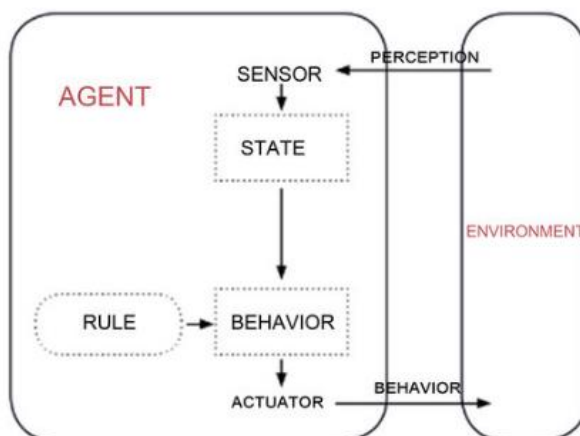 PERCEPTION
SENSOR
AGENT
STATE
ENVIRONMENT
RULE
BEHAVIOR
BEHAVIOR
ACTUATOR